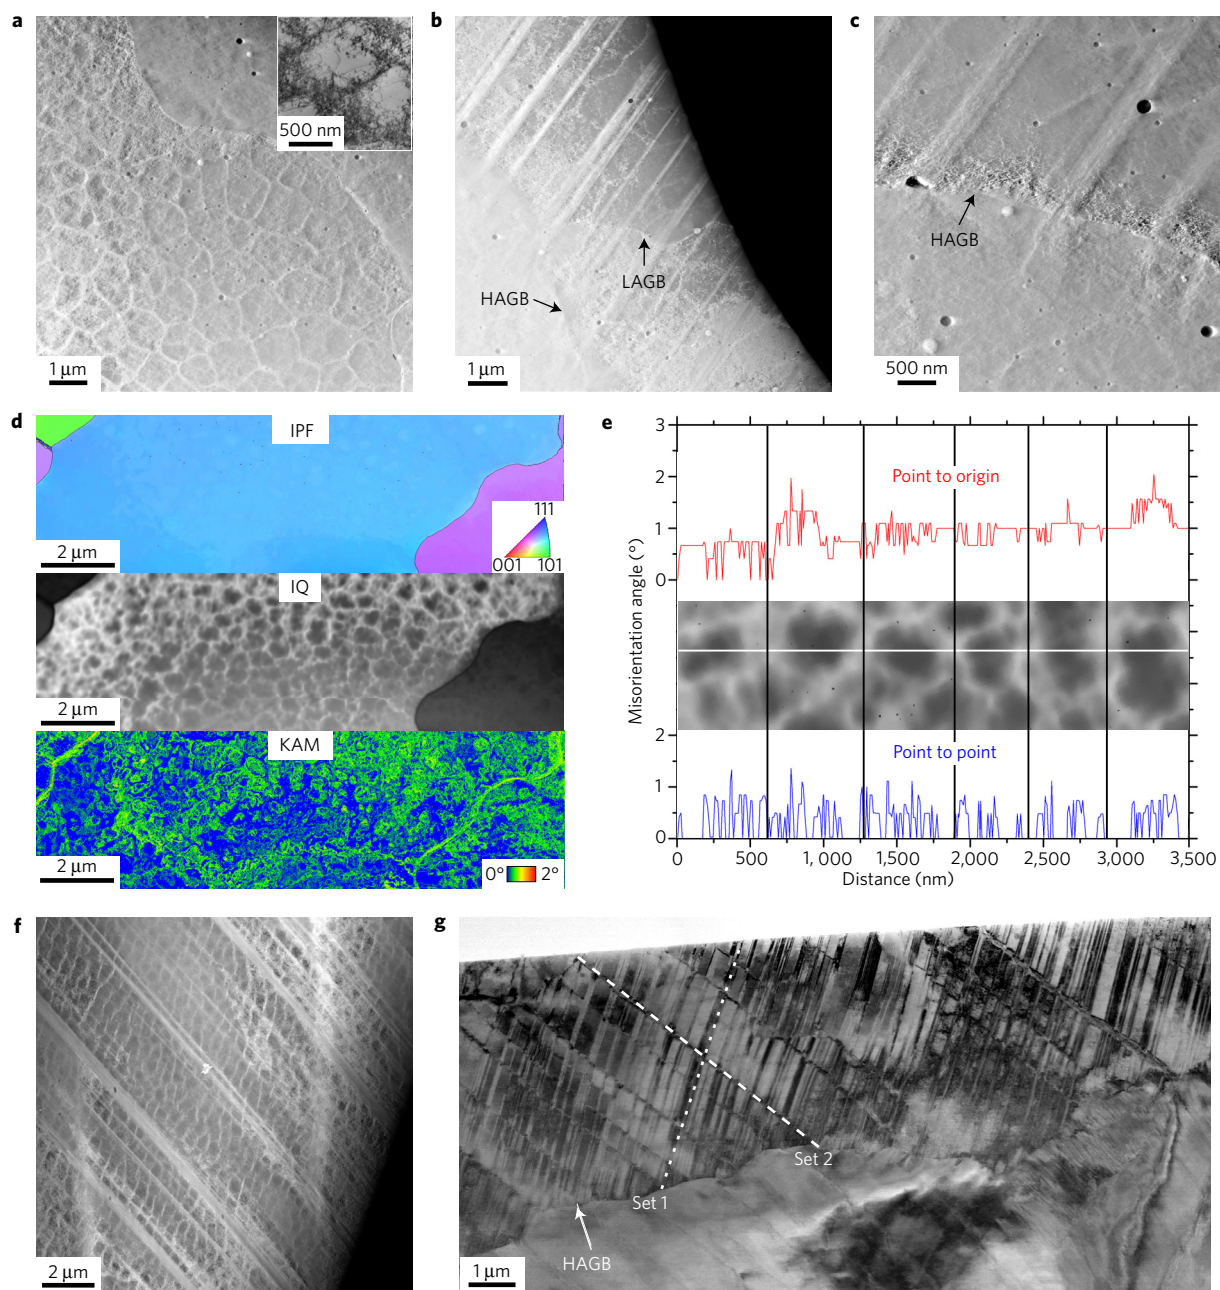 a
500 nm
1 μm
b
HAGB
LAGB
1 μm
c
HAGB
500 nm
d
IPF
111
001 101
2 μm
IQ
2 μm
KAM
2 μm
0° 2°
e
Misorientation angle (°)
3
2
1
0
Point to origin
2
1
0
Point to point
0 500 1,000 1,500 2,000 2,500 3,000 3,500
Distance (nm)
f
2 μm
g
Set 2
Set 1
HAGB
1 μm